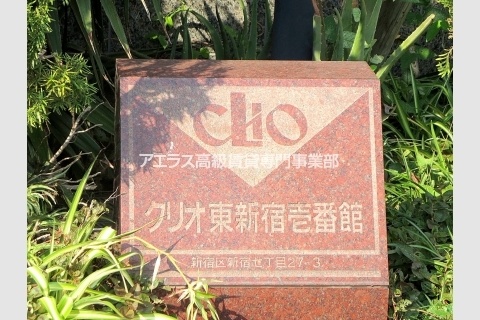 CLIO
アエラス高級賃貸専門事業部
クリオ東新宿壱番館
新宿区新宿七丁目27-3